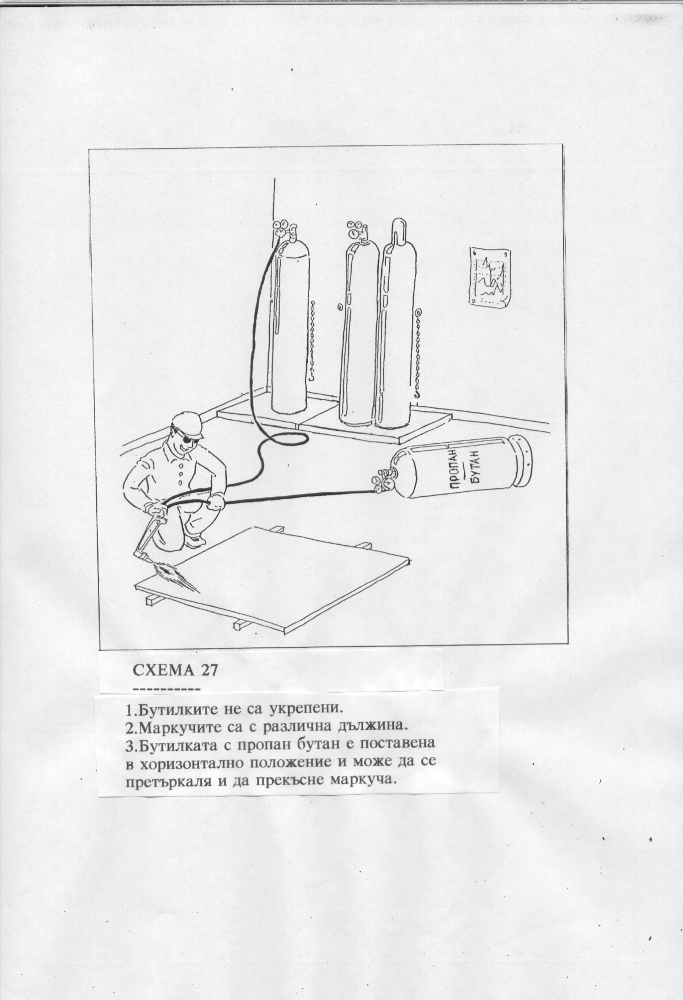 ПРОПАН
БУТАН
СХЕМА 27
----------
1.Бутилките не са укрепени.
2.Маркучите са с различна дължина.
3.Бутилката с пропан бутан е поставена
в хоризонтално положение и може да се
претъркаля и да прекъсне маркуча.